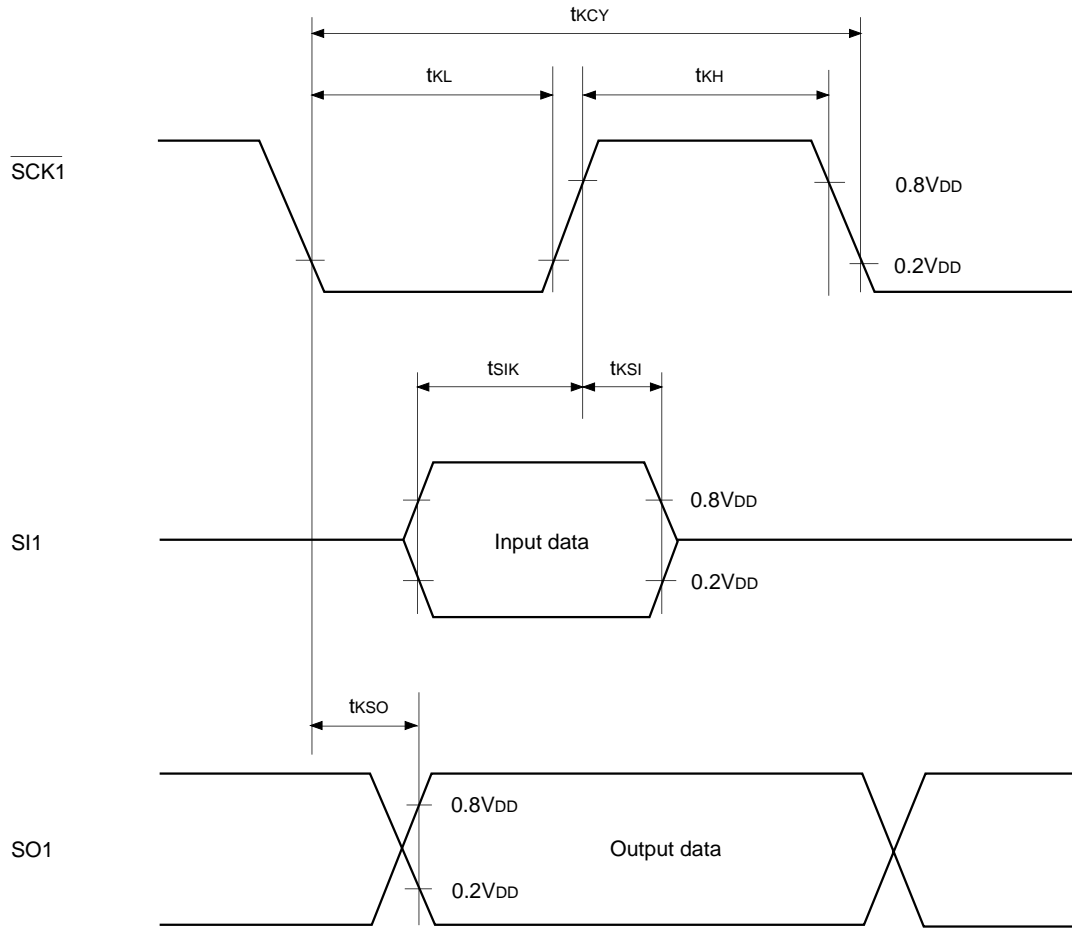 tKCY
tKL
tKH
SCK1
0.8VDD
0.2VDD
tSIK
tKSI
0.8VDD
SI1
Input data
0.2VDD
tKSO
0.8VDD
SO1
Output data
0.2VDD